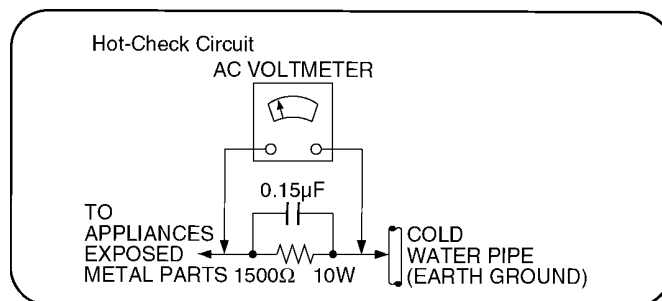 Hot-Check Circuit
AC VOLTMETER
0.15µF
TO
APPLIANCES
EXPOSED
METAL PARTS
1500Ω 10W
COLD
WATER PIPE
(EARTH GROUND)